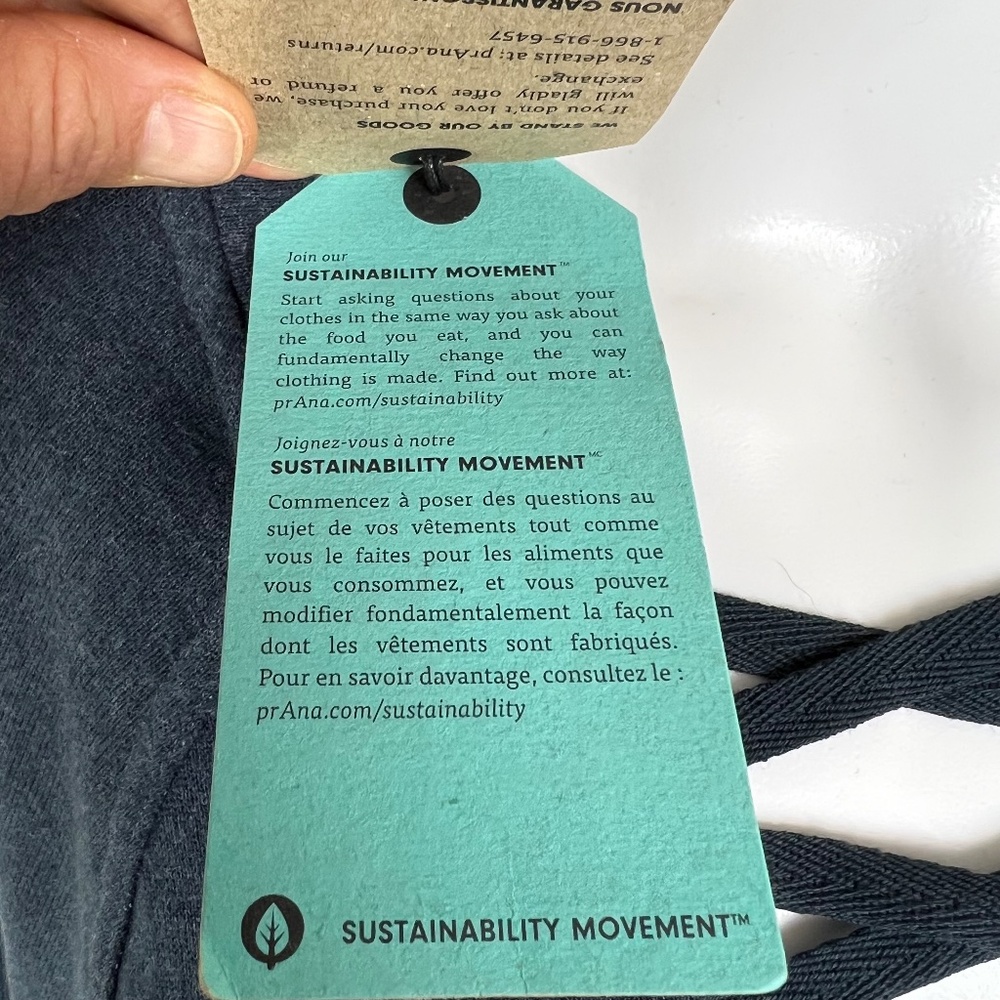 WE STAND BY OUR GOODS
If you don't love your purchase, we
will gladly offer you a refund or
exchange.
See details at: prAna.com/returns
1-866-915-6457
NOUS
Join our
SUSTAINABILITY MOVEMENT™
Start asking questions about your
clothes in the same way you ask about
the food you eat, and you can
fundamentally change the way
clothing is made. Find out more at:
prAna.com/sustainability
Joignez-vous à notre
SUSTAINABILITY MOVEMENT MC
Commencez à poser des questions au
sujet de vos vêtements tout comme
vous le faites pour les aliments que
vous consommez, et vous pouvez
modifier fondamentalement la façon
dont les vêtements sont fabriqués.
Pour en savoir davantage, consultez le :
prAna.com/sustainability
SUSTAINABILITY MOVEMENT™